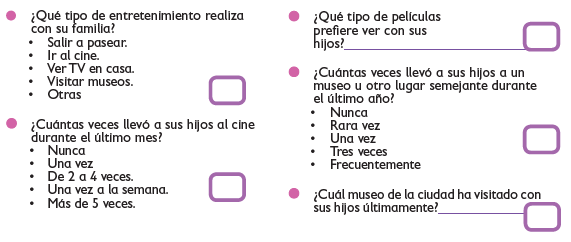 ¿Qué tipo de entretenimiento realiza
con su familia?
• Salir a pasear.
• Ir al cine.
• Ver TV en casa.
• Visitar museos.
• Otras
¿Cuántas veces llevó a sus hijos al cine
durante el último mes?
• Nunca
• Una vez
• De 2 a 4 veces.
• Una vez a la semana.
• Más de 5 veces.
¿Qué tipo de películas
prefiere ver con sus
hijos?
¿Cuántas veces llevó a sus hijos a un
museo u otro lugar semejante durante
el último año?
• Nunca
• Rara vez
• Una vez
• Tres veces
• Frecuentemente
¿Cuál museo de la ciudad ha visitado con
sus hijos últimamente?